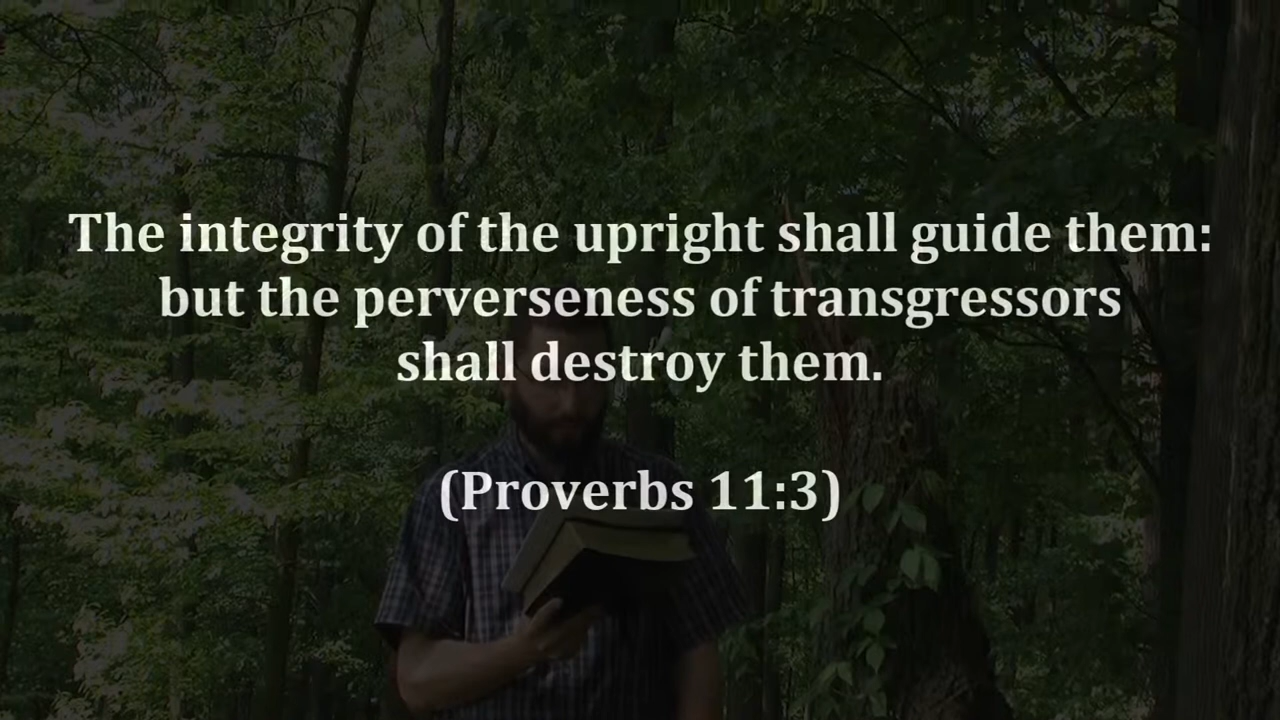 The integrity of the upright shall guide them:
but the perverseness of transgressors
shall destroy them.
(Proverbs 11:3)